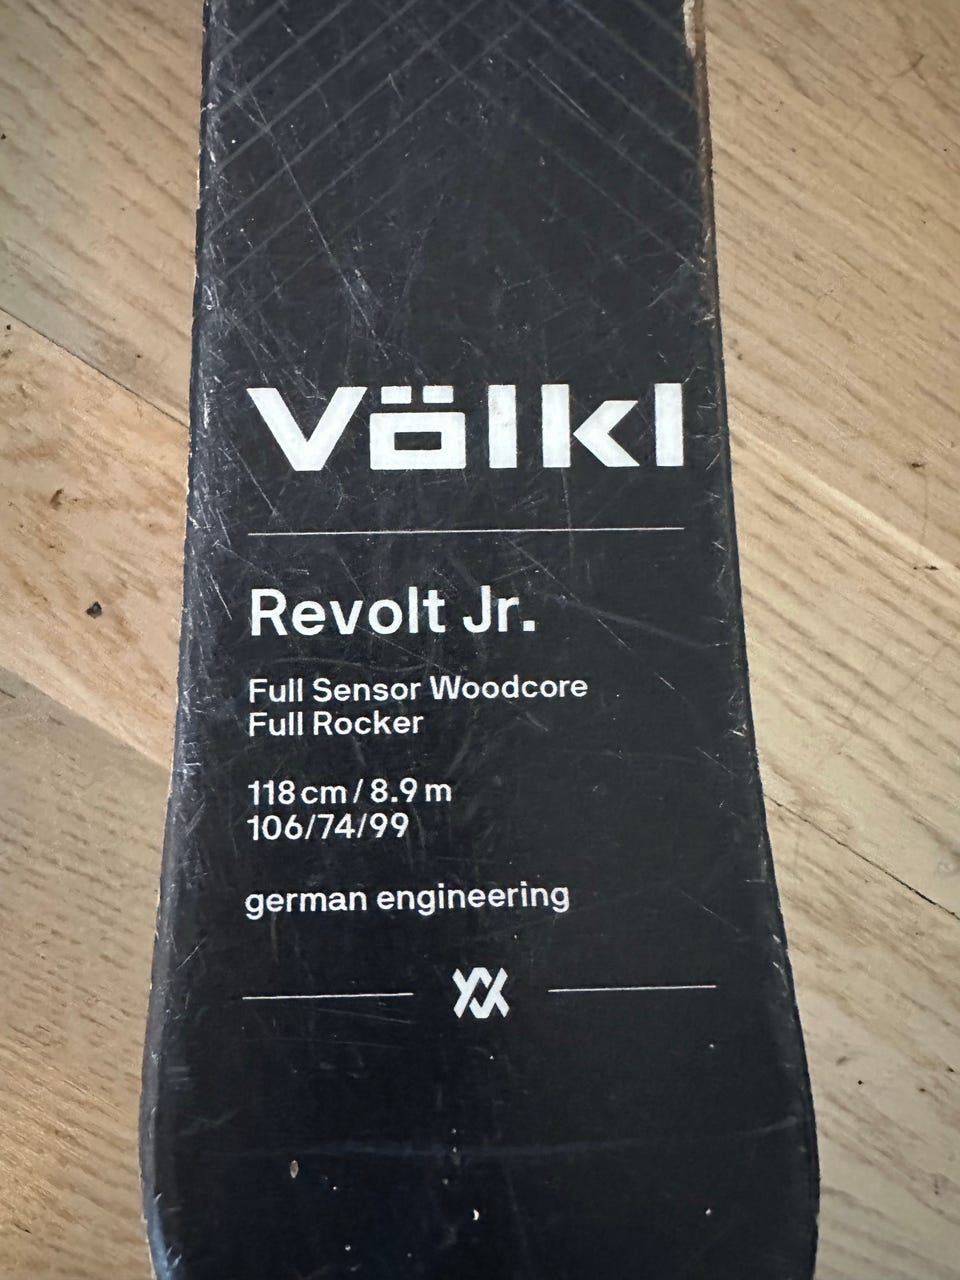 Völkl
Revolt Jr.
Full Sensor Woodcore
Full Rocker
118 cm / 8.9 m
106/74/99
german engineering